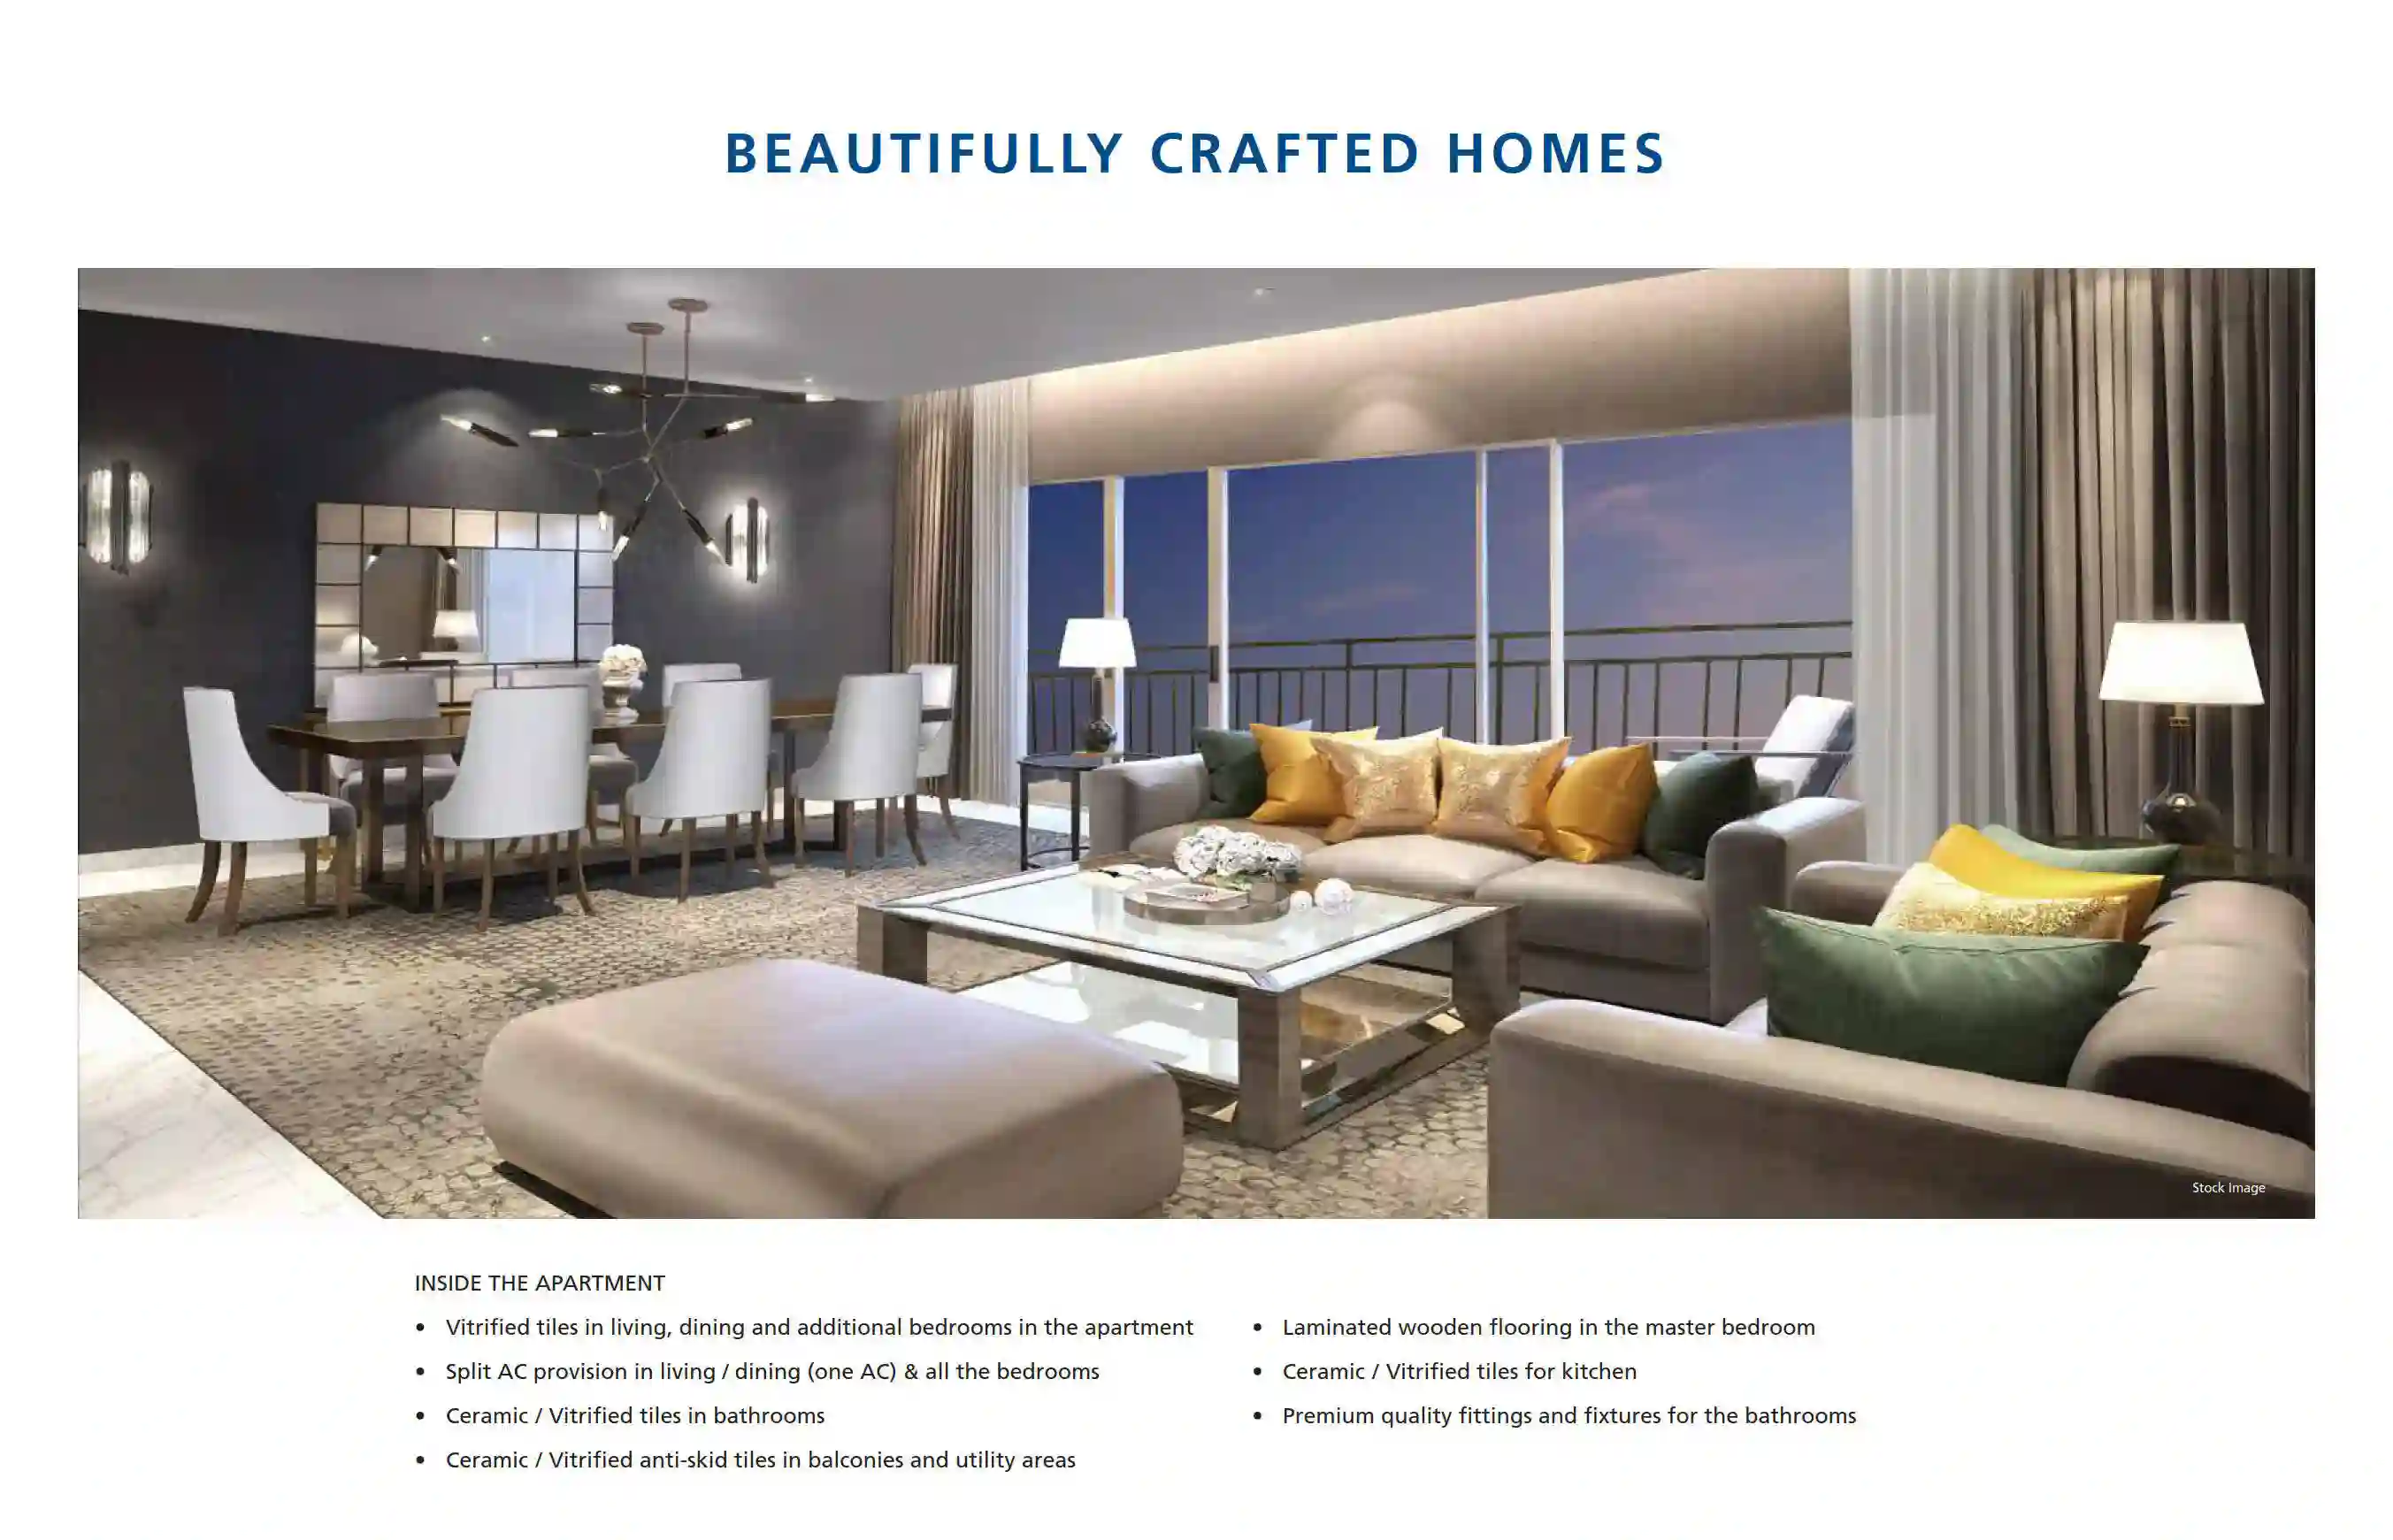 BEAUTIFULLY CRAFTED HOMES
Stock Image
INSIDE THE APARTMENT
• Vitrified tiles in living, dining and additional bedrooms in the apartment
• Split AC provision in living / dining (one AC) & all the bedrooms
• Ceramic / Vitrified tiles in bathrooms
• Ceramic / Vitrified anti-skid tiles in balconies and utility areas
• Laminated wooden flooring in the master bedroom
• Ceramic / Vitrified tiles for kitchen
• Premium quality fittings and fixtures for the bathrooms